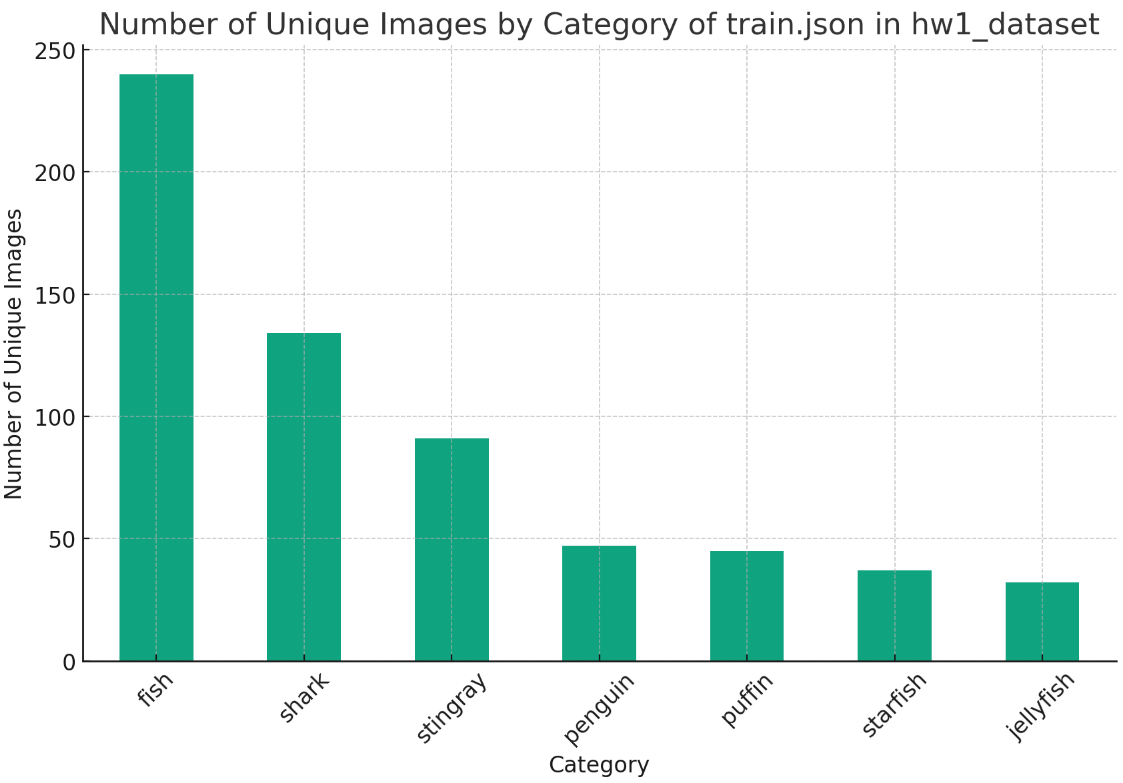 Number of Unique Images by Category of train.json in hw1_dataset
250
200
150
100
50
0
Number of Unique Images
fish
shark
stingray
penguin
puffin
starfish
jellyfish
Category